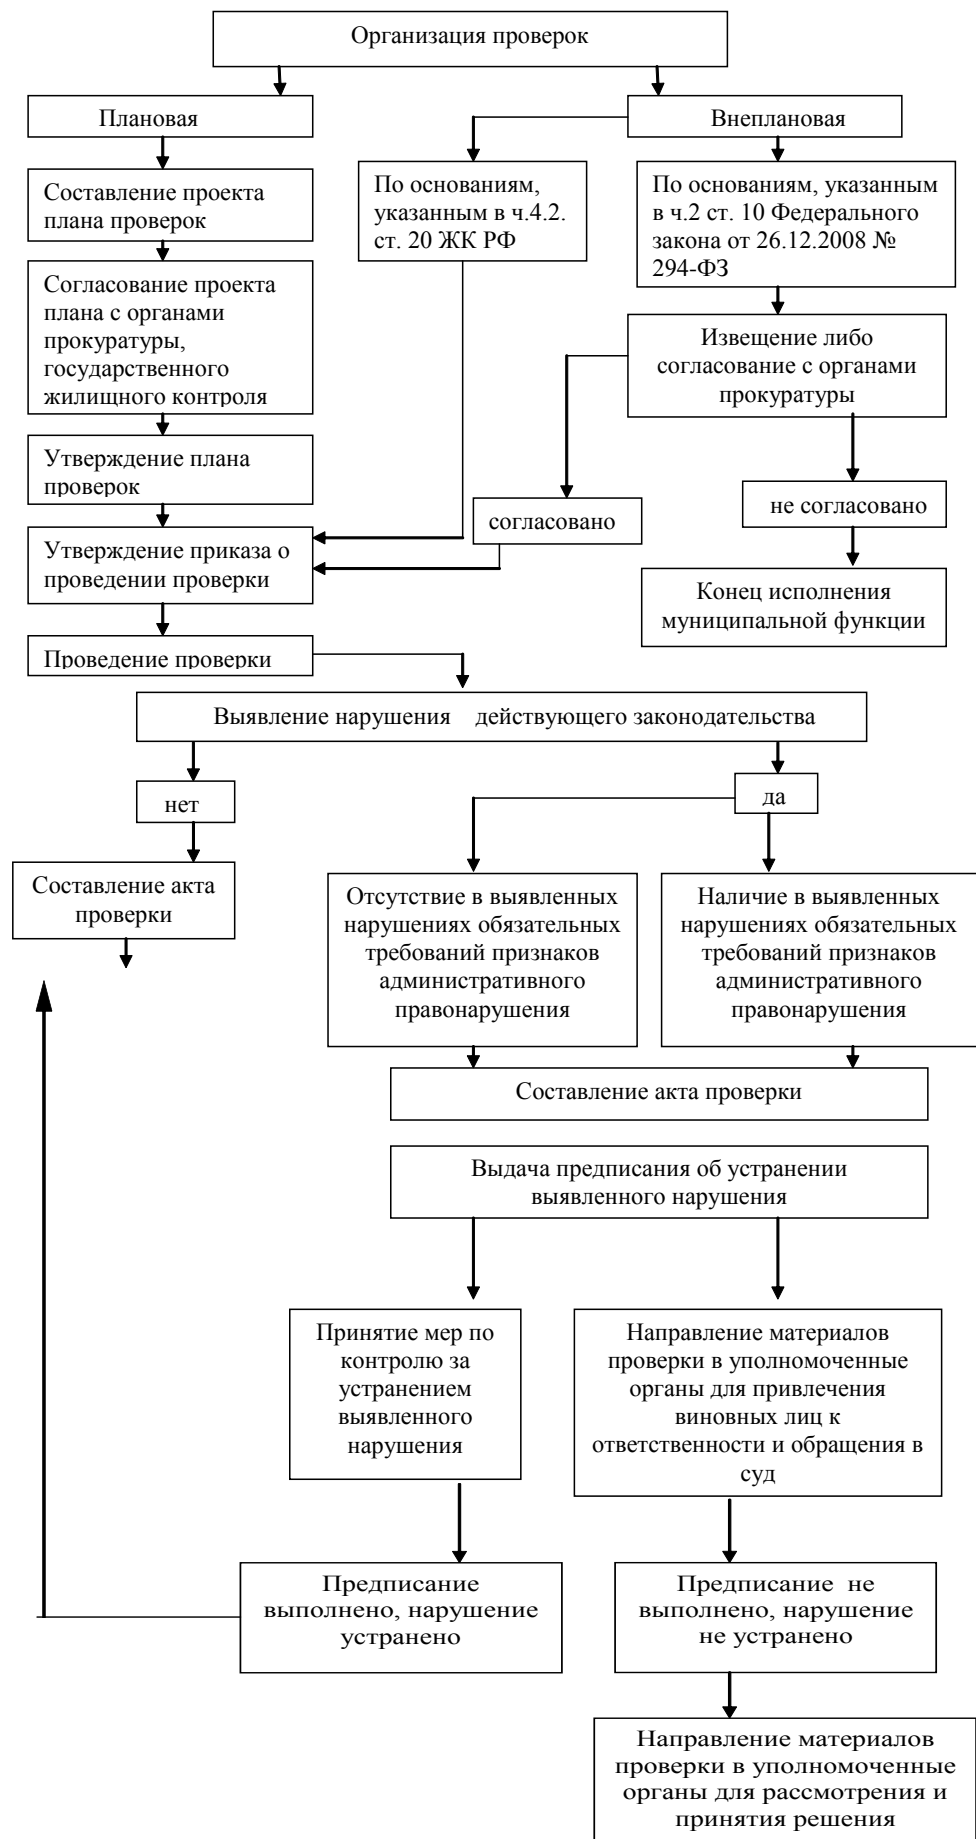 Организация проверок
Плановая
Внеплановая
Составление проекта
плана проверок
По основаниям,
указанным в ч.4.2.
ст. 20 ЖК РФ
По основаниям, указанным
в ч.2 ст. 10 Федерального
закона от 26.12.2008 №
294-ФЗ
Согласование проекта
плана с органами
прокуратуры,
государственного
жилищного контроля
Извещение либо
согласование с органами
прокуратуры
Утверждение плана
проверок
согласовано
не согласовано
Утверждение приказа о
проведении проверки
Конец исполнения
муниципальной функции
Проведение проверки
Выявление нарушения действующего законодательства
нет
да
Составление акта
проверки
Отсутствие в выявленных
нарушениях обязательных
требований признаков
административного
правонарушения
Наличие в выявленных
нарушениях обязательных
требований признаков
административного
правонарушения
Составление акта проверки
Выдача предписания об устранении
выявленного нарушения
Принятие мер по
контролю за
устранением
выявленного
нарушения
Направление материалов
проверки в уполномоченные
органы для привлечения
виновных лиц к
ответственности и обращения в
суд
Предписание
выполнено, нарушение
устранено
Предписание не
выполнено, нарушение
не устранено
Направление материалов
проверки в уполномоченные
органы для рассмотрения и
принятия решения